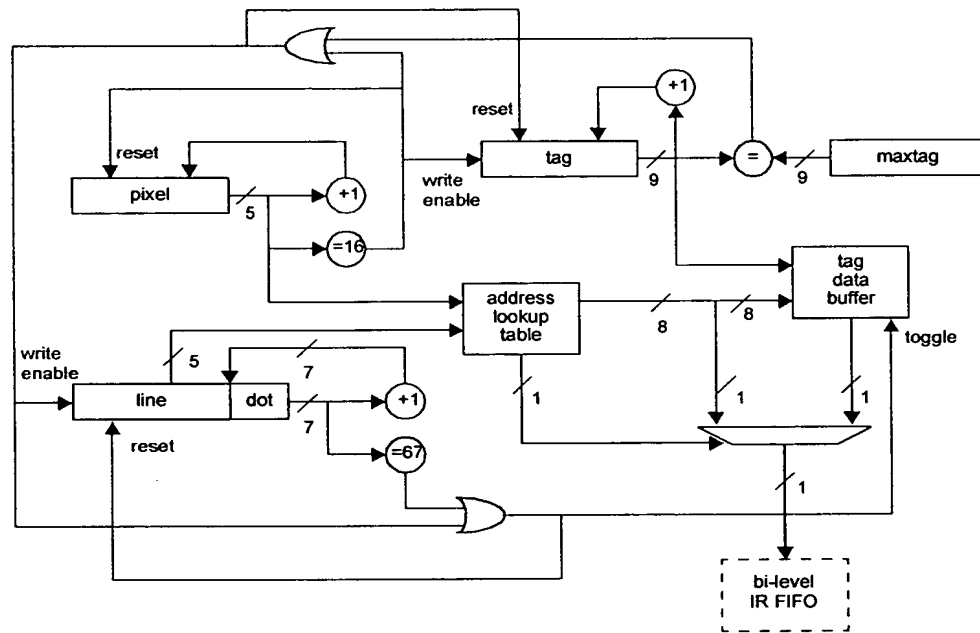 +1
reset
reset
tag
=
maxtag
pixel
+1
5
write
enable
9
9
=16
address
lookup
table
tag
data
buffer
8
8
toggle
write
enable
5
7
line
dot
7
+1
1
1
1
reset
=67
1
bi-level
IR FIFO